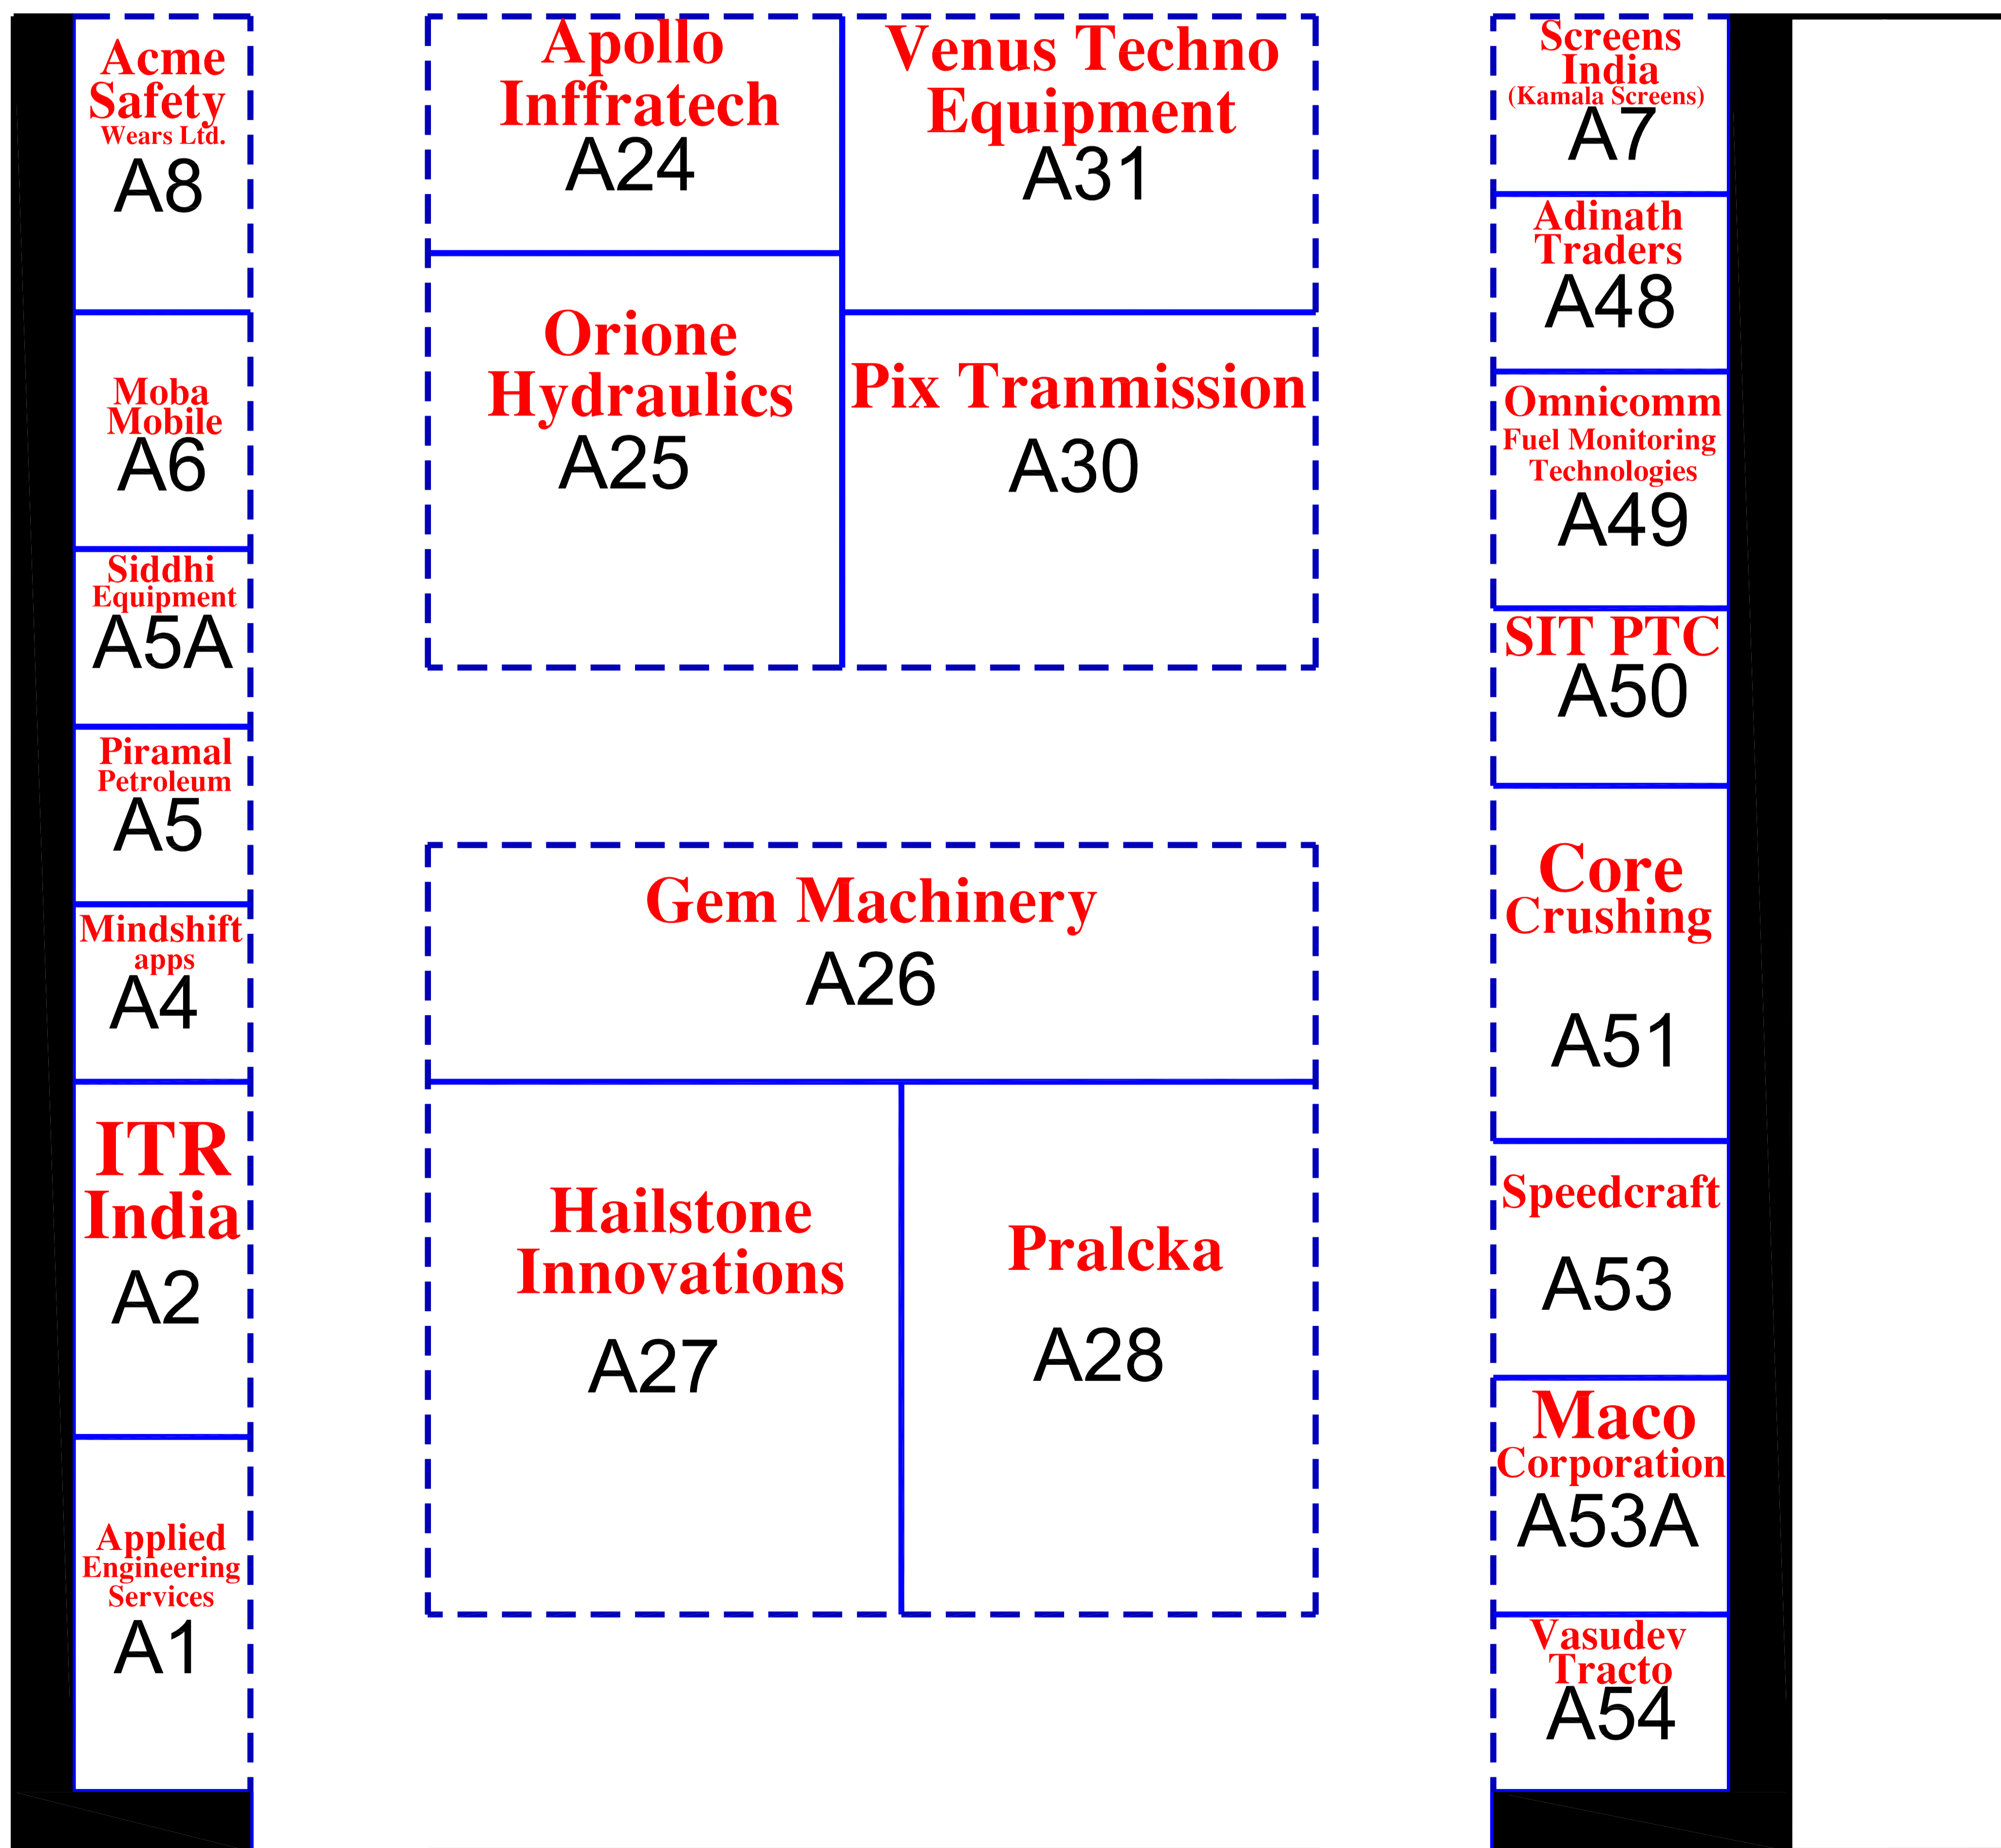 Acme
Safety
Wears Ltd.
A8
Moba
Mobile
A6
Siddhi
Equipment
A5A
Piramal
Petroleum
A5
Mindshift
apps
A4
ITR
India
A2
Applied
Engineering
Services
A1
Apollo
Inffratech
A24
Venus Techno
Equipment
A31
Orione
Hydraulics
A25
Pix Tranmission
A30
Gem Machinery
A26
Hailstone
Innovations
A27
Pralcka
A28
Screens
India
(Kamala Screens)
A7
Adinath
Traders
A48
Omnicomm
Fuel Monitoring
Technologies
A49
SIT PTC
A50
Core
Crushing
A51
Speedcraft
A53
Maco
Corporation
A53A
Vasudev
Tracto
A54